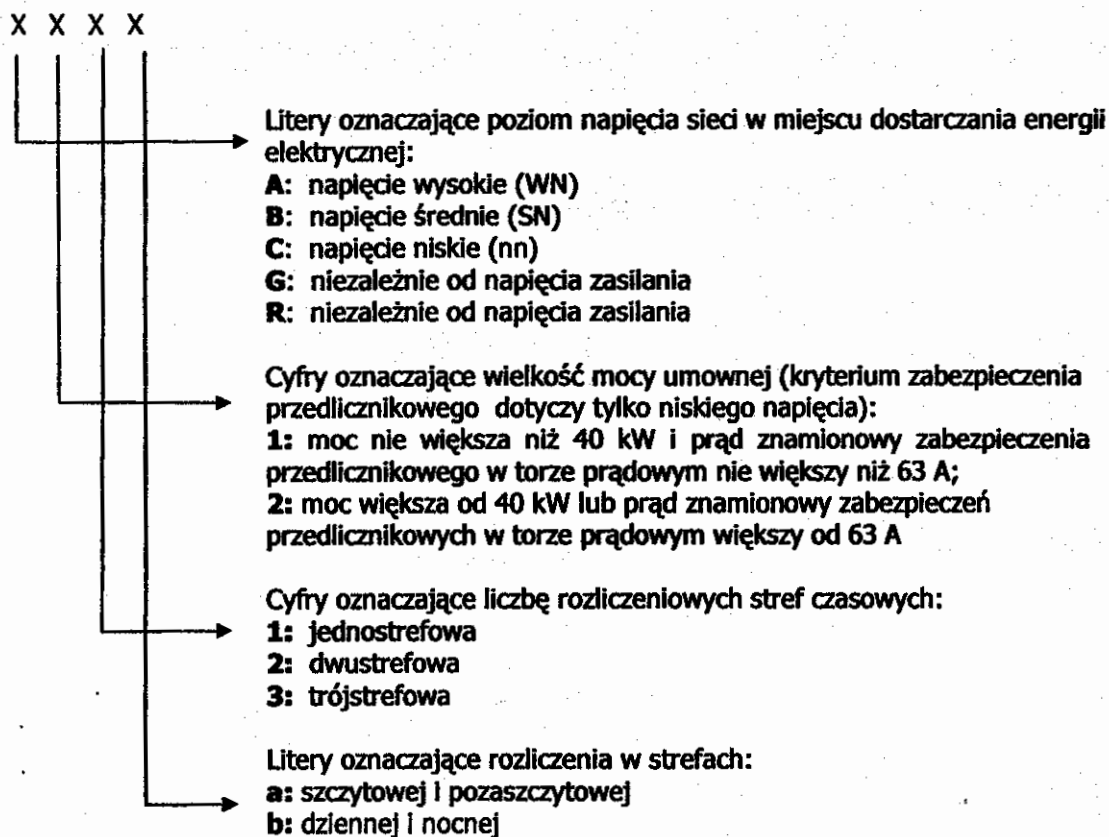 X X X X
Litery oznaczające poziom napięcia sieci w miejscu dostarczania energii
elektrycznej:
A: napięcie wysokie (WN)
B: napięcie średnie (SN)
C: napięcie niskie (nn)
G: niezależnie od napięcia zasilania
R: niezależnie od napięcia zasilania
Cyfry oznaczające wielkość mocy umownej (kryterium zabezpieczenia
przedlicznikowego dotyczy tylko niskiego napięcia):
1: moc nie większa niż 40 kW i prąd znamionowy zabezpieczenia
przedlicznikowego w torze prądowym nie większy niż 63 A;
2: moc większa od 40 kW lub prąd znamionowy zabezpieczeń
przedlicznikowych w torze prądowym większy od 63 A
Cyfry oznaczające liczbę rozliczeniowych stref czasowych:
1: jednostrefowa
2: dwustrefowa
3: trójstrefowa
Litery oznaczające rozliczenia w strefach:
a: szczytowej i pozaszczytowej
b: dziennej i nocnej